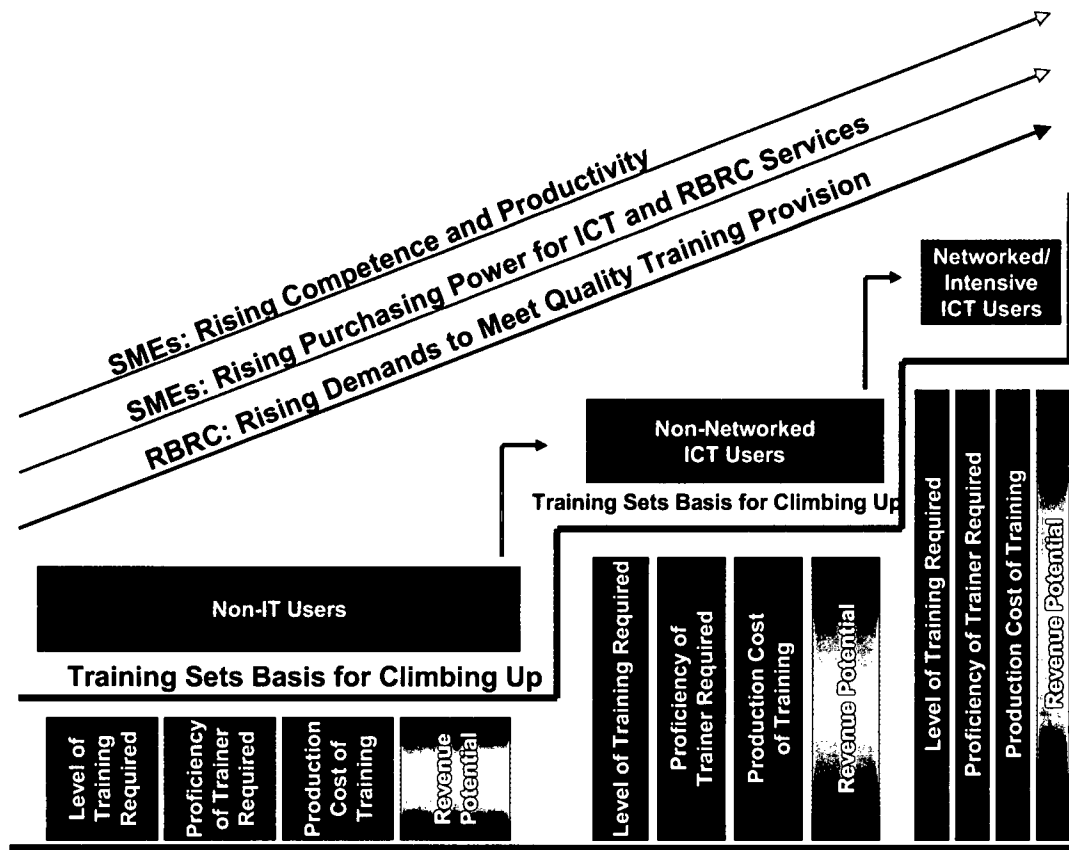 SMEs: Rising Competence and Productivity
SMEs: Rising Purchasing Power for ICT and RBRC Services
RBRC: Rising Demands to Meet Quality Training Provision
Networked/
Intensive
ICT Users
Non-Networked
ICT Users
Training Sets Basis for Climbing Up
Non-IT Users
Training Sets Basis for Climbing Up
Level of
Training
Required
Proficiency
of Trainer
Required
Production
Cost of
Training
Revenue
Potential
Level of Training Required
Proficiency of
Trainer Required
Production Cost
of Training
Revenue Potential
Level of Training Required
Proficiency of Trainer Required
Production Cost of Training
Revenue Potential